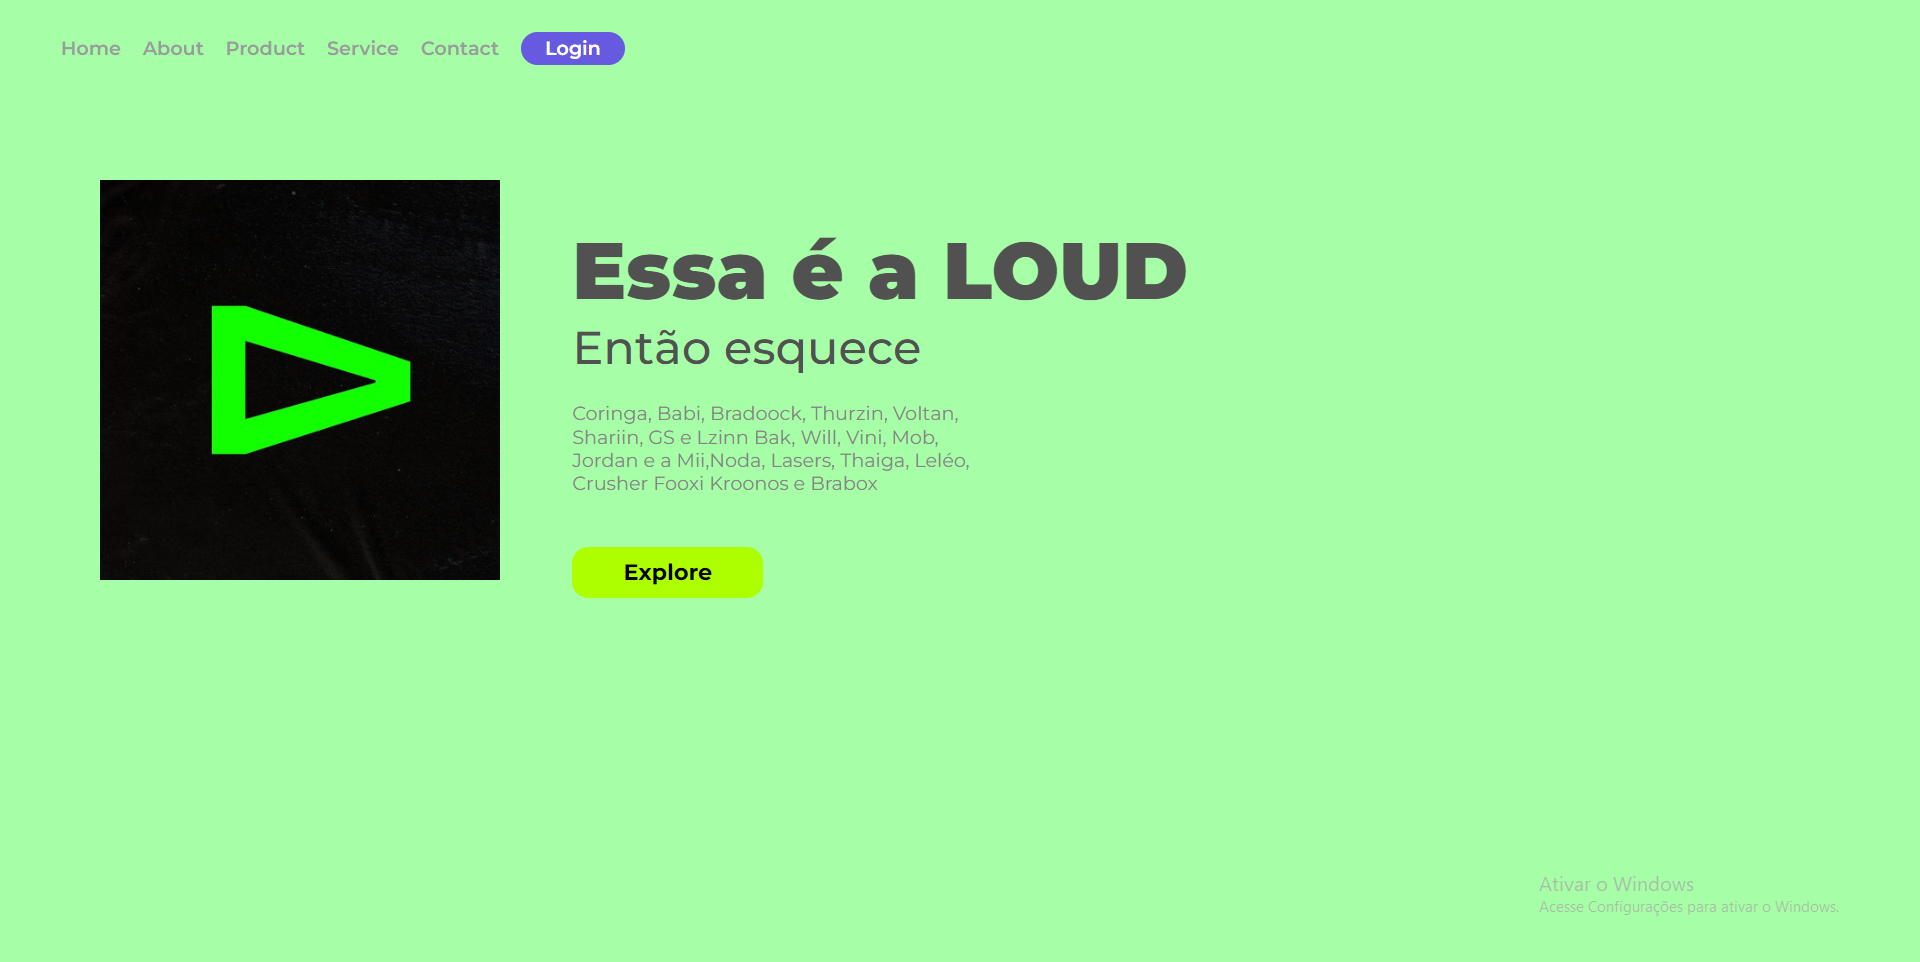 Home About Product Service Contact Login
Essa é a LOUD
Então esquece
Coringa, Babi, Bradoock, Thurzin, Voltan,
Shariin, GS e Lzinn Bak, Will, Vini, Mob,
Jordan e a Mii,Noda, Lasers, Thaiga, Leléo,
Crusher Fooxi Kroonos e Brabox
Explore
Ativar o Windows
Acesse Configurações para ativar o Windows.